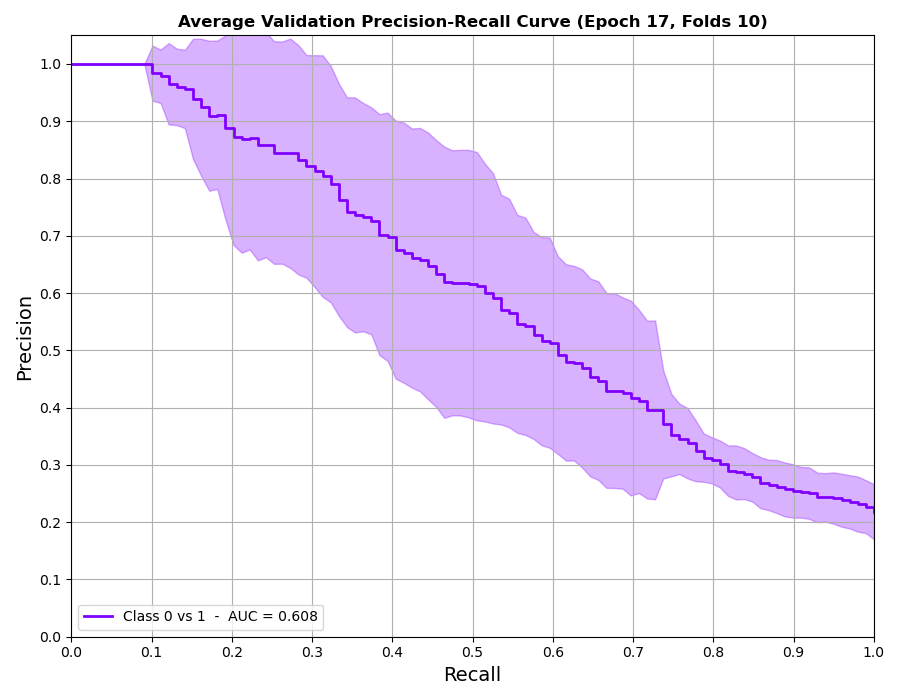 Average Validation Precision-Recall Curve (Epoch 17, Folds 10)
Precision
1.0
0.9
0.8
0.7
0.6
0.5
0.4
0.3
0.2
0.1
0.0
Class 0 vs 1 - AUC = 0.608
0.0 0.1 0.2 0.3 0.4 0.5 0.6 0.7 0.8 0.9 1.0
Recall